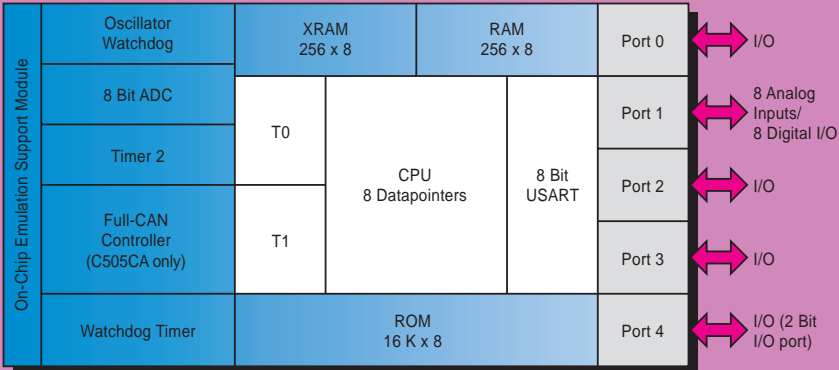 On-Chip Emulation Support Module
Oscillator
Watchdog
8 Bit ADC
Timer 2
Full-CAN
Controller
(C505CA only)
Watchdog Timer
XRAM
256 x 8
RAM
256 x 8
T0
T1
CPU
8 Datapointers
8 Bit
USART
ROM
16 K x 8
Port 0
I/O
Port 1
8 Analog
Inputs/
8 Digital I/O
Port 2
I/O
Port 3
I/O
Port 4
I/O (2 Bit
I/O port)